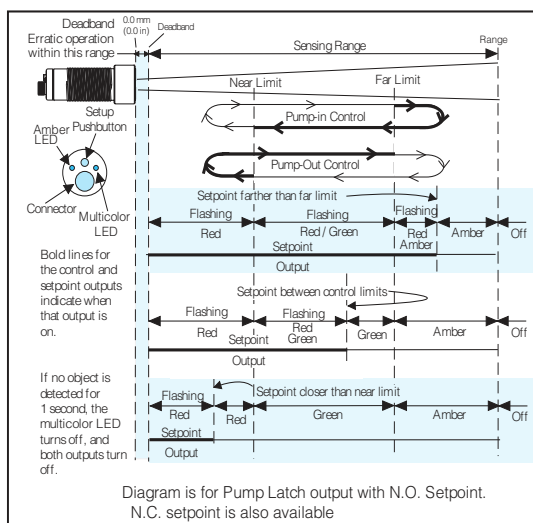 Deadband
Erratic operation
within this range
0.0 mm
(0.0 in)
Deadband
Sensing Range
Range
Near Limit
Far Limit
Pump-in Control
Pump-Out Control
Setup
Pushbutton
Amber
LED
Connector
Multicolor
LED
Setpoint farther than far limit
Flashing
Red
Flashing
Red / Green
Flashing
Red
Amber
Amber
Off
Setpoint
Output
Bold lines for
the control and
setpoint outputs
indicate when
that output is
on.
Setpoint between control limits
Flashing
Red
Flashing
Red
Green
Green
Amber
Off
Setpoint
Output
If no object is
detected for
1 second, the
multicolor LED
turns off, and
both outputs turn
off.
Setpoint closer than near limit
Flashing
Red
Red
Green
Amber
Off
Setpoint
Output
Diagram is for Pump Latch output with N.O. Setpoint.
N.C. setpoint is also available